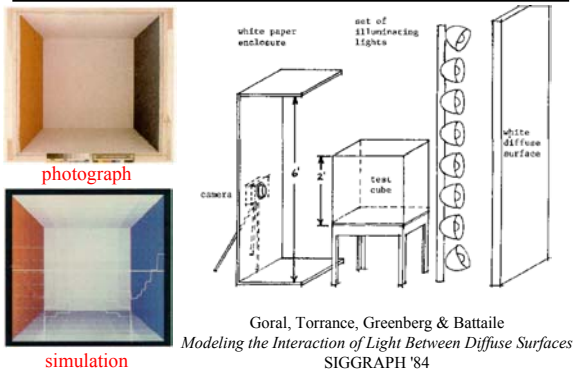 photograph
simulation
white paper
enclosure
set of
illuminating
lights
camera
6'
2'
test
cube
white
diffuse
surface
Goral, Torrance, Greenberg & Battaile
Modeling the Interaction of Light Between Diffuse Surfaces
SIGGRAPH '84